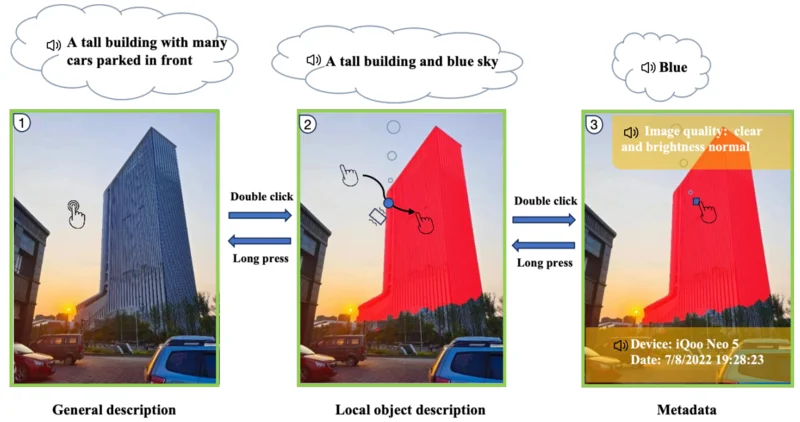 A tall building with many
cars parked in front
A tall building and blue sky
Blue
1
2
3
Image quality: clear
and brightness normal
Double click
Long press
Double click
Long press
Device: iQoo Neo 5
Date: 7/8/2022 19:28:23
General description
Local object description
Metadata